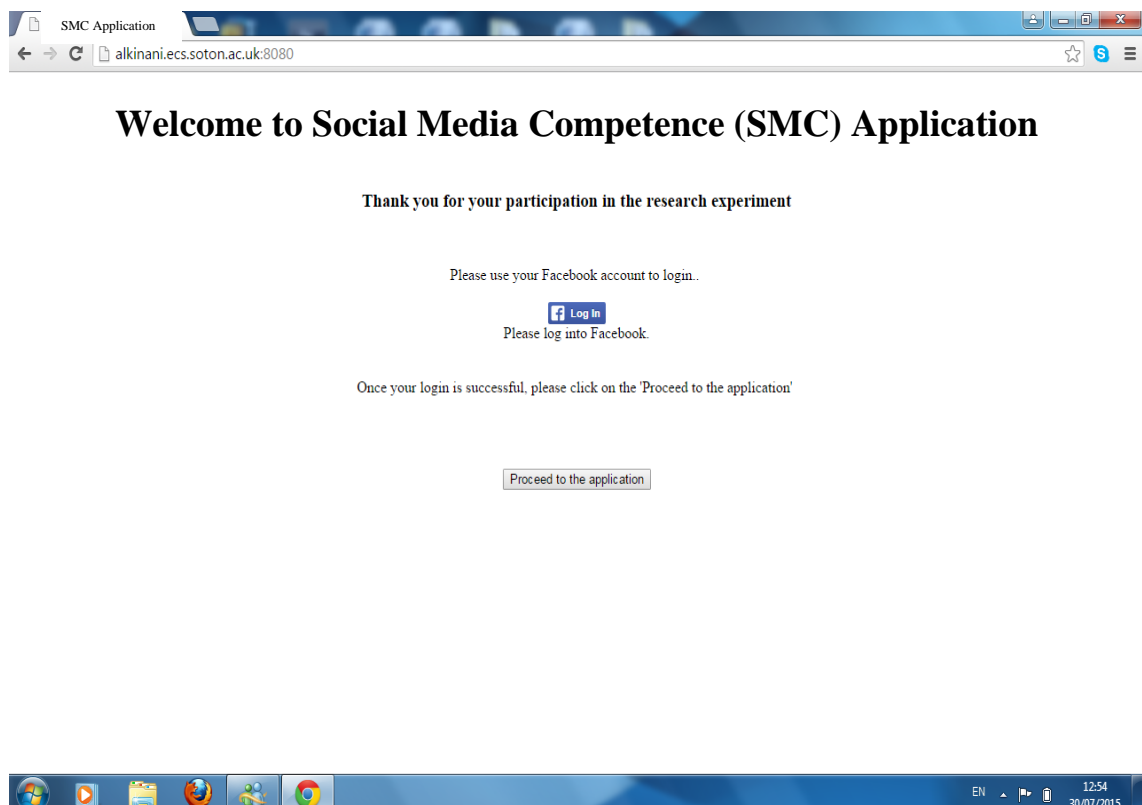 SMC Application
alkinani.ecs.soton.ac.uk:8080
Welcome to Social Media Competence (SMC) Application
Thank you for your participation in the research experiment
Please use your Facebook account to login..
Log In
Please log into Facebook.
Once your login is successful, please click on the 'Proceed to the application'
Proceed to the application
EN
12:54
30/07/2015